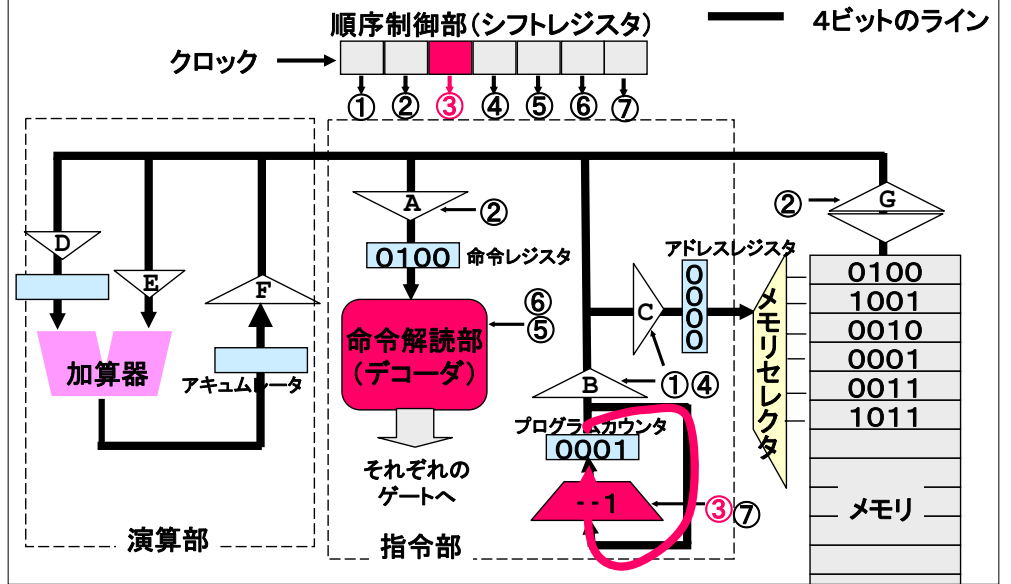 4ビットのライン
順序制御部(シフトレジスタ)
クロック
① ② ③ ④ ⑤ ⑥ ⑦
D
E
F
加算器
アキュムレータ
演算部
A
②
0100
命令レジスタ
命令解読部
(デコーダ)
⑥
⑤
それぞれの
ゲートへ
指令部
C
①④
B
プログラムカウンタ
0001
--1
③⑦
アドレスレジスタ
0
0
0
0
メモリセレクタ
②
G
0100
1001
0010
0001
0011
1011
メモリ